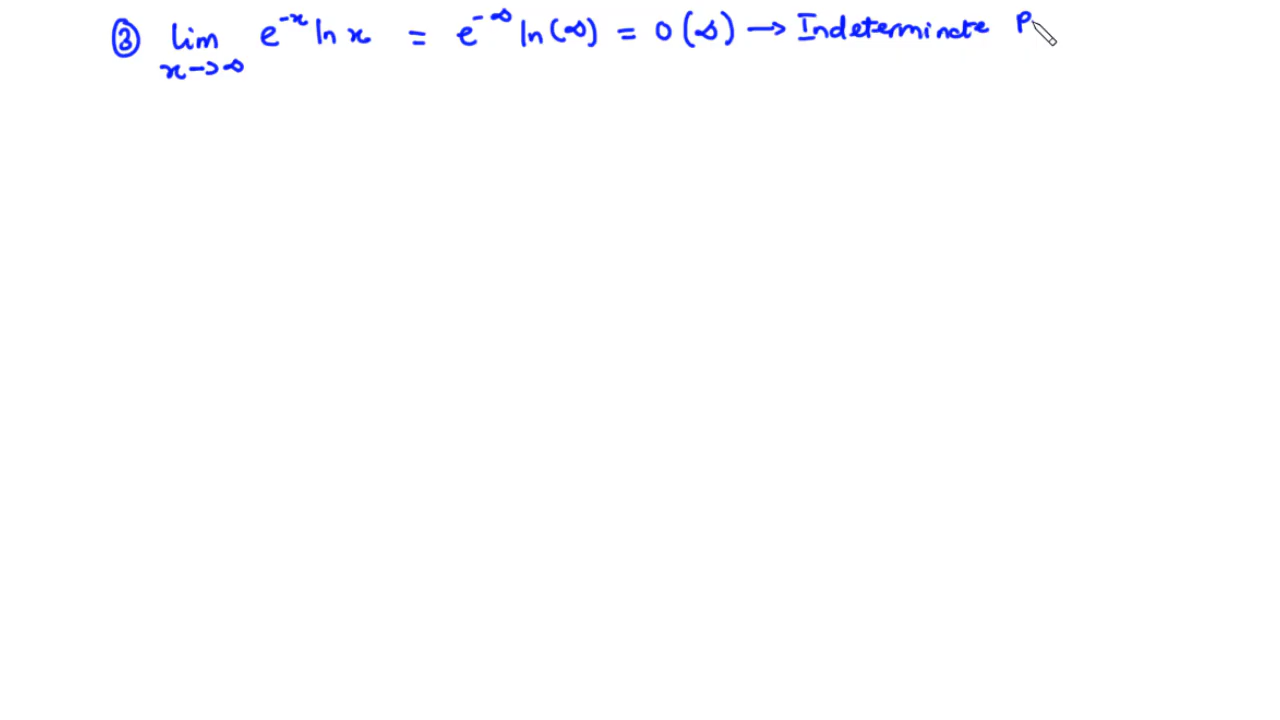 ③ lim x→∞ e^{-x} ln x = e^{-∞} ln(∞) = 0(∞) → Indeterminate P